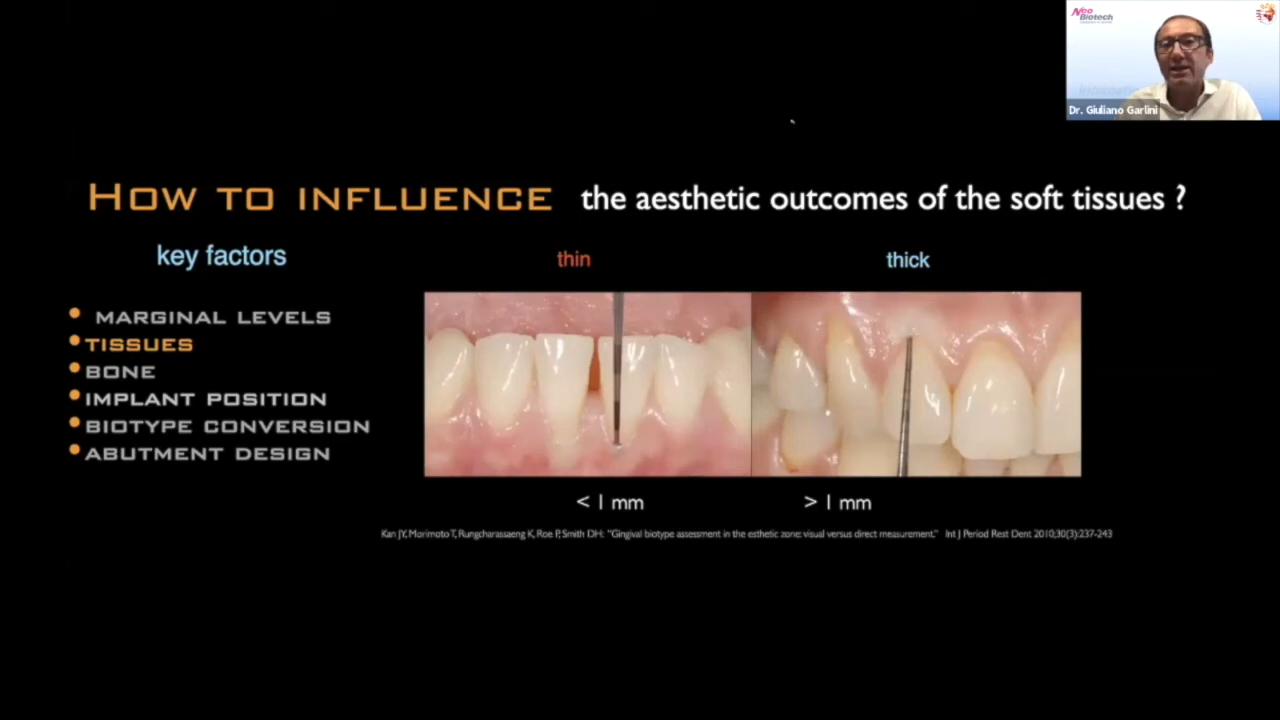 Neo
Biotech
Dr. Giuliano Garlini
HOW TO INFLUENCE the aesthetic outcomes of the soft tissues ?
key factors
thin
thick
• MARGINAL LEVELS
• TISSUES
• BONE
• IMPLANT POSITION
• BIOTYPE CONVERSION
• ABUTMENT DESIGN
< 1 mm
> 1 mm
Kan JY, Morimoto T, Rungcharassaeng K, Roe P, Smith DH: "Gingival biotype assessment in the esthetic zone: visual versus direct measurement." Int J Period Rest Dent 2010;30(3):237-243